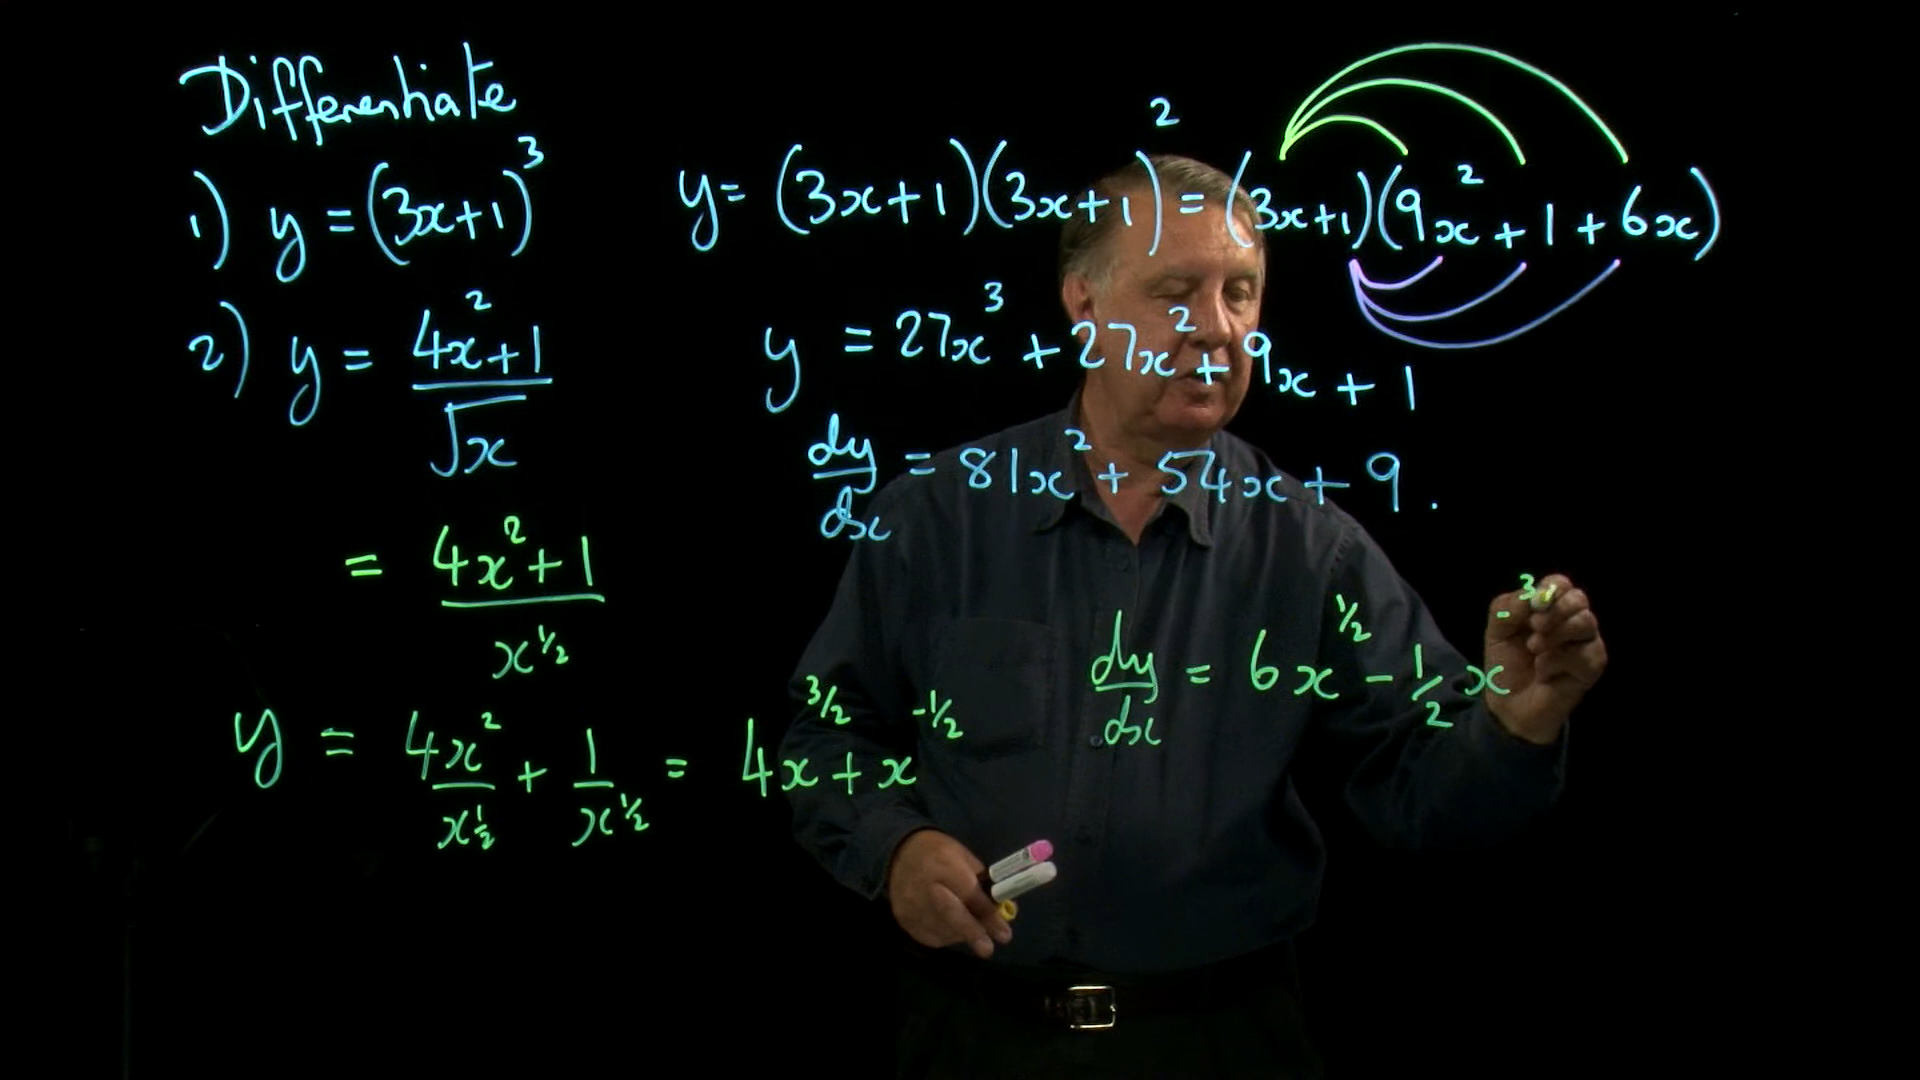 Differentiate
1) y = (3x+1)³
y = (3x+1)(3x+1)² = (3x+1)(9x² + 1 + 6x)
2) y = 4x²+1 / √x
y = 27x³ + 27x² + 9x + 1
dy/dx = 81x² + 54x + 9.
= 4x²+1 / x^½
dy/dx = 6x^½ - ½ x^-3
y = 4x²/x^½ + 1/x^½ = 4x^3/2 + x^-½